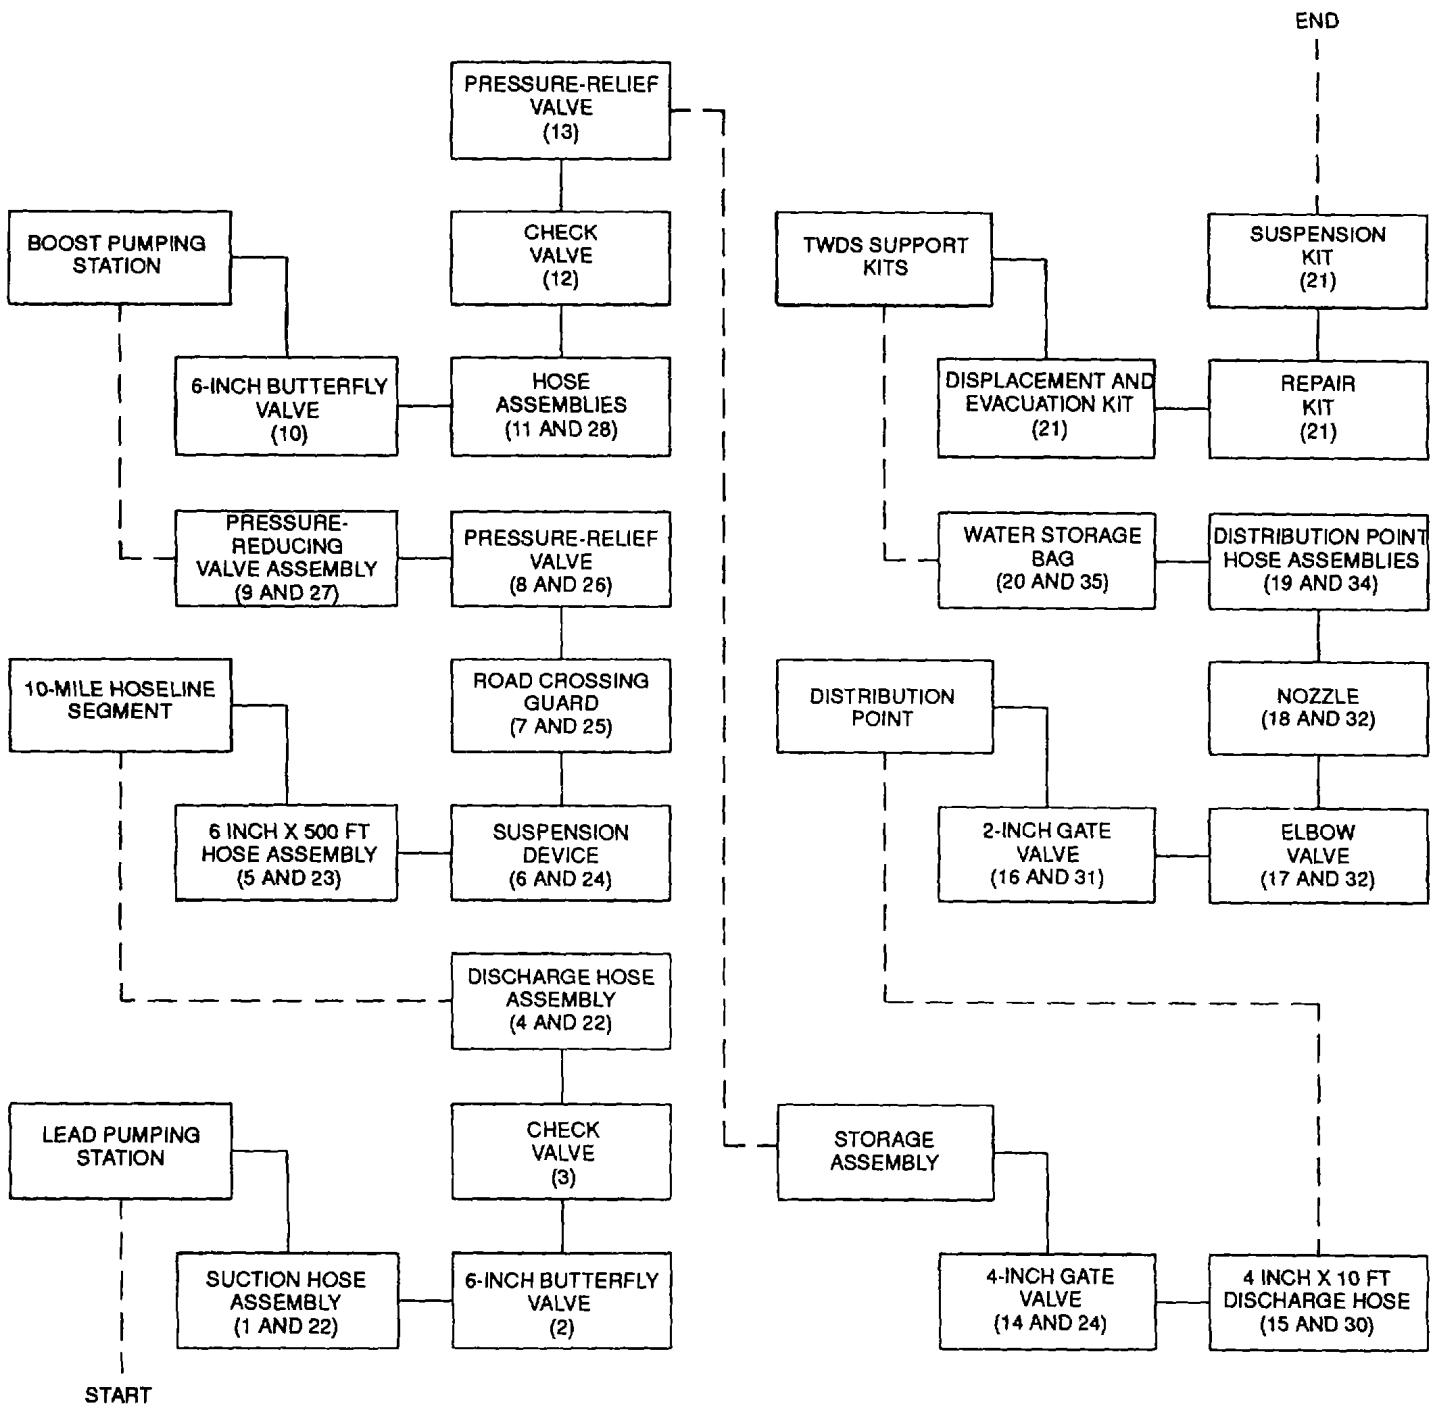 END
PRESSURE-RELIEF
VALVE
(13)
BOOST PUMPING
STATION
CHECK
VALVE
(12)
TWDS SUPPORT
KITS
SUSPENSION
KIT
(21)
6-INCH BUTTERFLY
VALVE
(10)
HOSE
ASSEMBLIES
(11 AND 28)
DISPLACEMENT AND
EVACUATION KIT
(21)
REPAIR
KIT
(21)
PRESSURE-
REDUCING
VALVE ASSEMBLY
(9 AND 27)
PRESSURE-RELIEF
VALVE
(8 AND 26)
WATER STORAGE
BAG
(20 AND 35)
DISTRIBUTION POINT
HOSE ASSEMBLIES
(19 AND 34)
10-MILE HOSELINE
SEGMENT
ROAD CROSSING
GUARD
(7 AND 25)
DISTRIBUTION
POINT
NOZZLE
(18 AND 32)
6 INCH X 500 FT
HOSE ASSEMBLY
(5 AND 23)
SUSPENSION
DEVICE
(6 AND 24)
2-INCH GATE
VALVE
(16 AND 31)
ELBOW
VALVE
(17 AND 32)
DISCHARGE HOSE
ASSEMBLY
(4 AND 22)
LEAD PUMPING
STATION
CHECK
VALVE
(3)
STORAGE
ASSEMBLY
SUCTION HOSE
ASSEMBLY
(1 AND 22)
6-INCH BUTTERFLY
VALVE
(2)
4-INCH GATE
VALVE
(14 AND 24)
4 INCH X 10 FT
DISCHARGE HOSE
(15 AND 30)
START